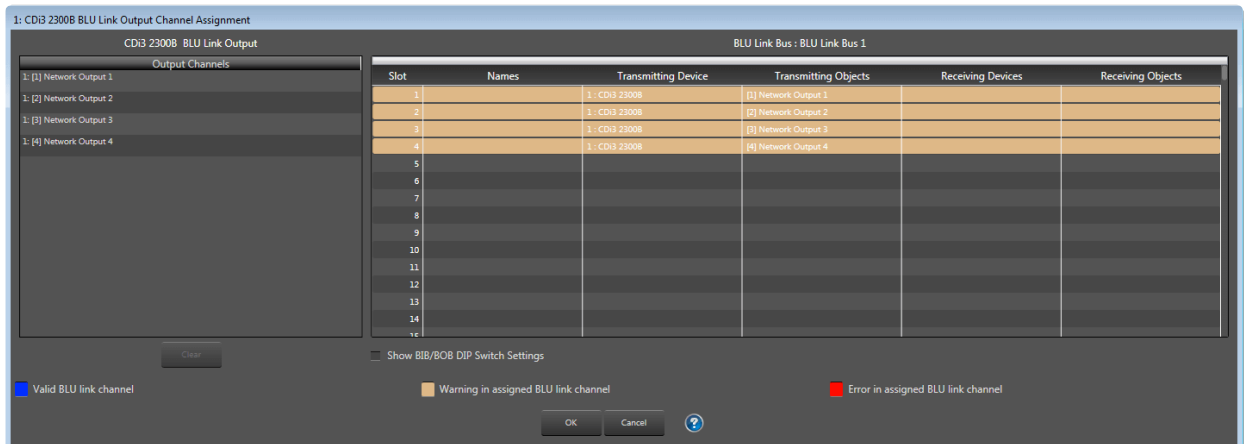 1: CDi3 2300B BLU Link Output Channel Assignment
CDi3 2300B BLU Link Output
BLU Link Bus : BLU Link Bus 1
Output Channels
1: [1] Network Output 1
1: [2] Network Output 2
1: [3] Network Output 3
1: [4] Network Output 4
Slot Names Transmitting Device Transmitting Objects Receiving Devices Receiving Objects
1 1 : CDi3 2300B [1] Network Output 1
2 1 : CDi3 2300B [2] Network Output 2
3 1 : CDi3 2300B [3] Network Output 3
4 1 : CDi3 2300B [4] Network Output 4
5
6
7
8
9
10
11
12
13
14
15
Clear
Show BIB/BOB DIP Switch Settings
Valid BLU link channel
Warning in assigned BLU link channel
Error in assigned BLU link channel
OK Cancel ?